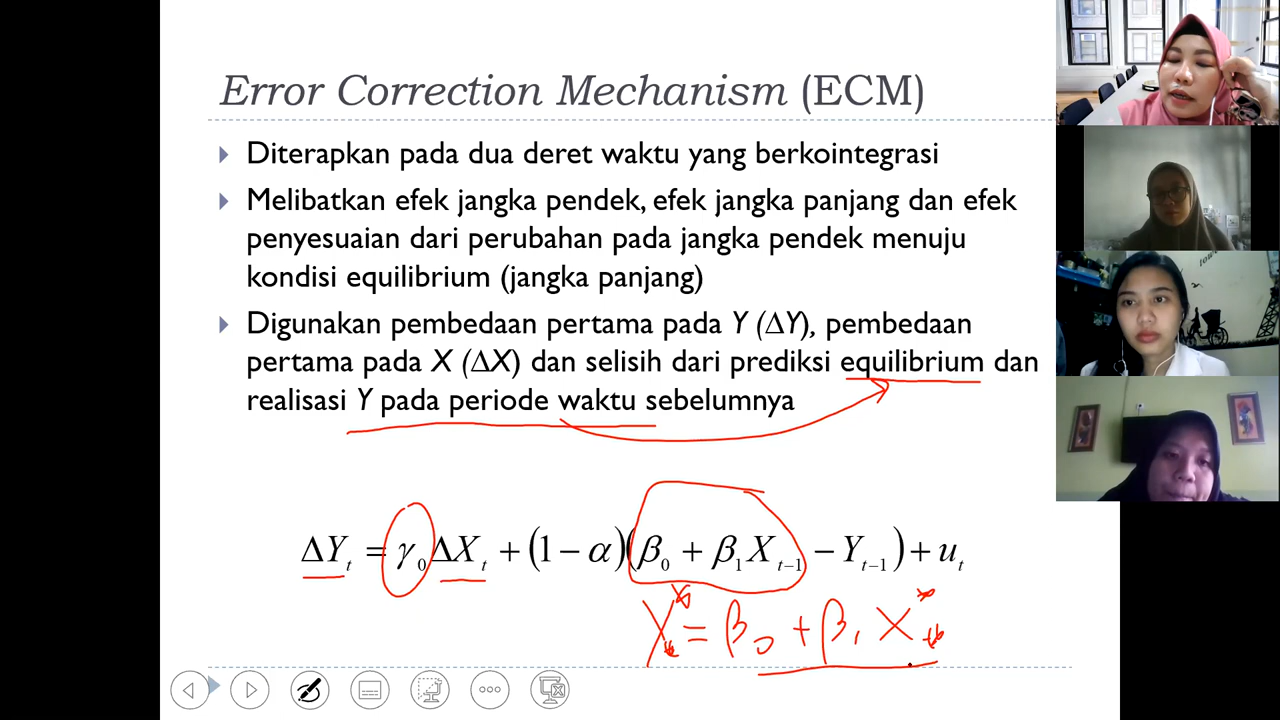 Error Correction Mechanism (ECM)
Diterapkan pada dua deret waktu yang berkointegrasi
Melibatkan efek jangka pendek, efek jangka panjang dan efek
penyesuaian dari perubahan pada jangka pendek menuju
kondisi equilibrium (jangka panjang)
Digunakan pembedaan pertama pada Y (ΔY), pembedaan
pertama pada X (ΔX) dan selisih dari prediksi equilibrium dan
realisasi Y pada periode waktu sebelumnya
ΔYₜ = γ₀ΔXₜ + (1 − α)(β₀ + β₁Xₜ₋₁ − Yₜ₋₁) + uₜ
= β₀ + β₁ X*ₜ